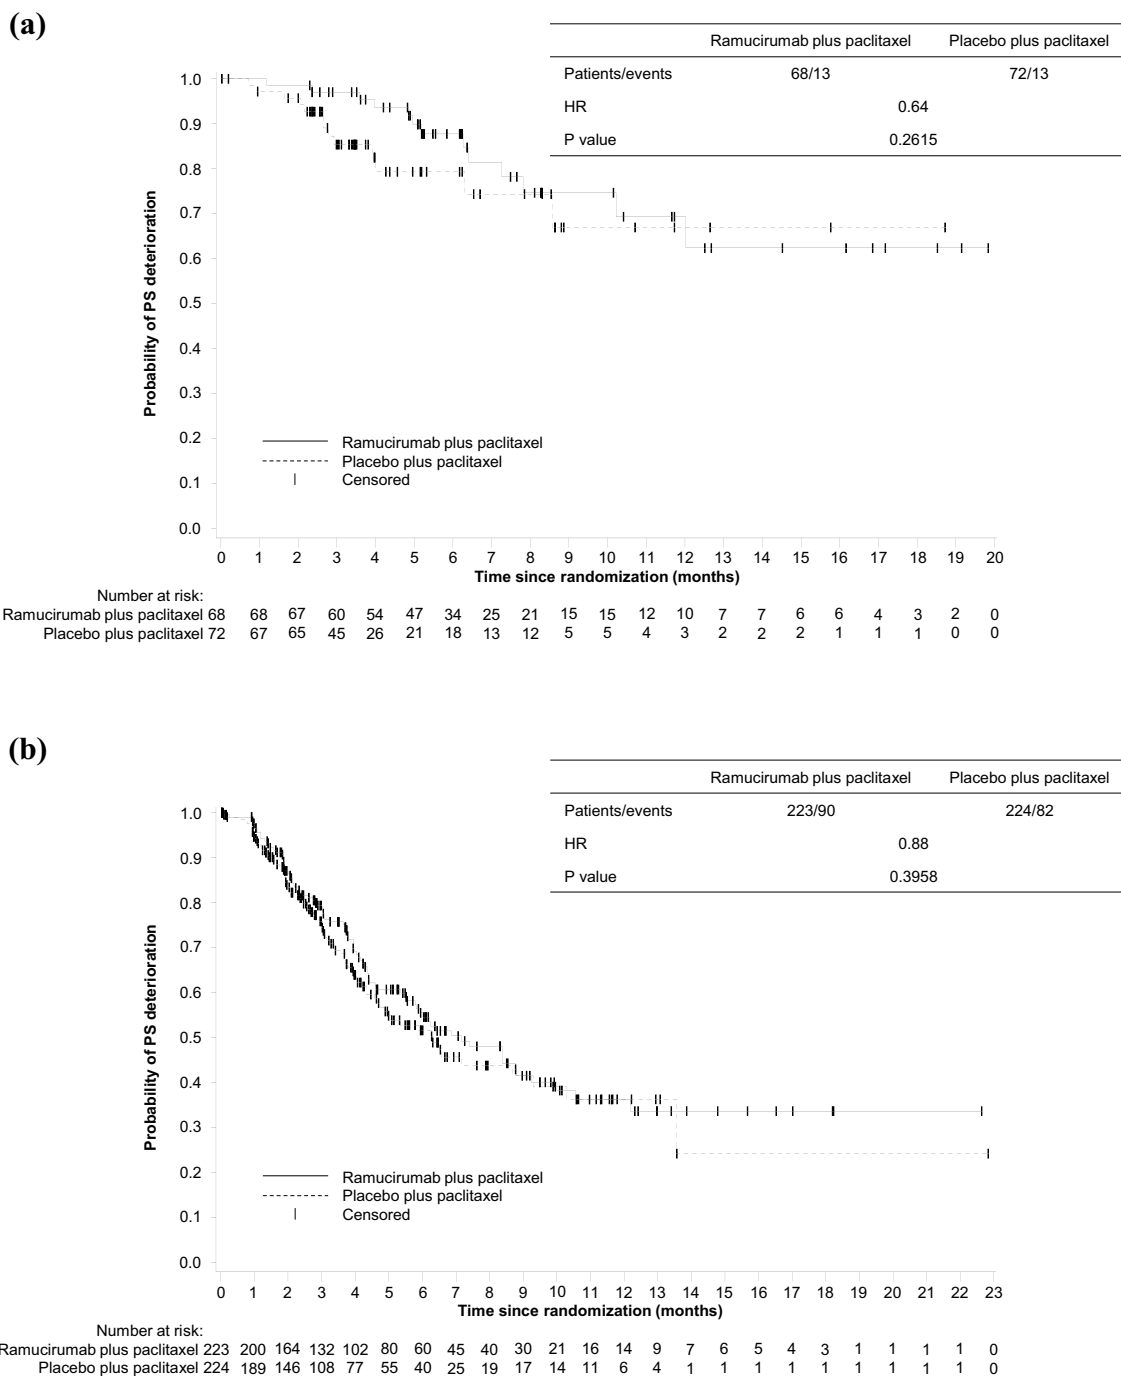 (a)
Ramucirumab plus paclitaxel Placebo plus paclitaxel
Patients/events 68/13 72/13
HR 0.64
P value 0.2615
Probability of PS deterioration
1.0
0.9
0.8
0.7
0.6
0.5
0.4
0.3
0.2
0.1
0.0
Ramucirumab plus paclitaxel
Placebo plus paclitaxel
Censored
0 1 2 3 4 5 6 7 8 9 10 11 12 13 14 15 16 17 18 19 20
Time since randomization (months)
Number at risk:
Ramucirumab plus paclitaxel 68 68 67 60 54 47 34 25 21 15 15 12 10 7 7 6 6 4 3 2 0
Placebo plus paclitaxel 72 67 65 45 26 21 18 13 12 5 5 4 3 2 2 2 1 1 1 0 0
(b)
Ramucirumab plus paclitaxel Placebo plus paclitaxel
Patients/events 223/90 224/82
HR 0.88
P value 0.3958
Probability of PS deterioration
1.0
0.9
0.8
0.7
0.6
0.5
0.4
0.3
0.2
0.1
0.0
Ramucirumab plus paclitaxel
Placebo plus paclitaxel
Censored
0 1 2 3 4 5 6 7 8 9 10 11 12 13 14 15 16 17 18 19 20 21 22 23
Time since randomization (months)
Number at risk:
Ramucirumab plus paclitaxel 223 200 164 132 102 80 60 45 40 30 21 16 14 9 7 6 5 4 3 1 1 1 1 0
Placebo plus paclitaxel 224 189 146 108 77 55 40 25 19 17 14 11 6 4 1 1 1 1 1 1 1 1 1 0